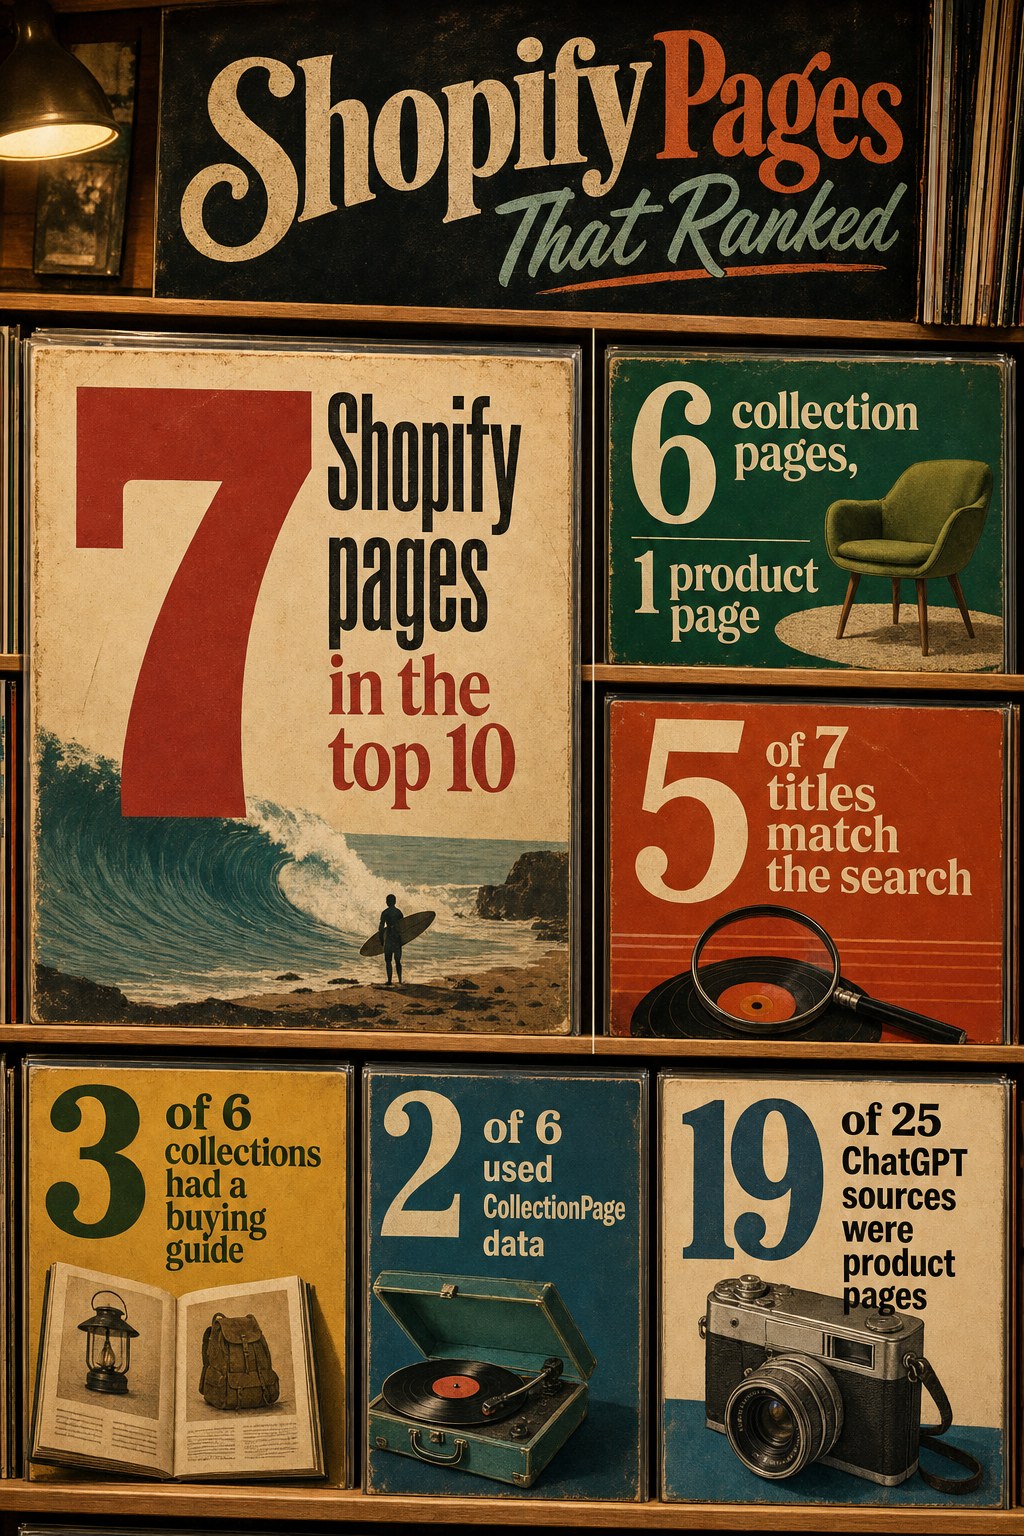 Shopify Pages
That Ranked
7
Shopify
pages
in the
top 10
6
collection
pages,
1 product
page
5
of 7
titles
match
the search
3
of 6
collections
had a
buying
guide
2
of 6
used
CollectionPage
data
19
of 25
ChatGPT
sources
were
product
pages